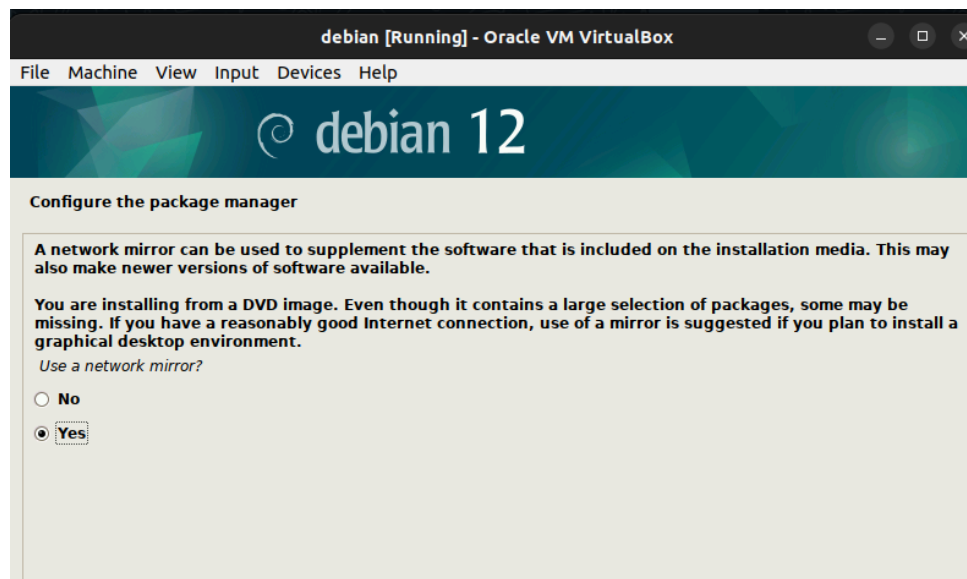 debian [Running] - Oracle VM VirtualBox
File Machine View Input Devices Help
debian 12
Configure the package manager
A network mirror can be used to supplement the software that is included on the installation media. This may
also make newer versions of software available.
You are installing from a DVD image. Even though it contains a large selection of packages, some may be
missing. If you have a reasonably good Internet connection, use of a mirror is suggested if you plan to install a
graphical desktop environment.
Use a network mirror?
No
Yes